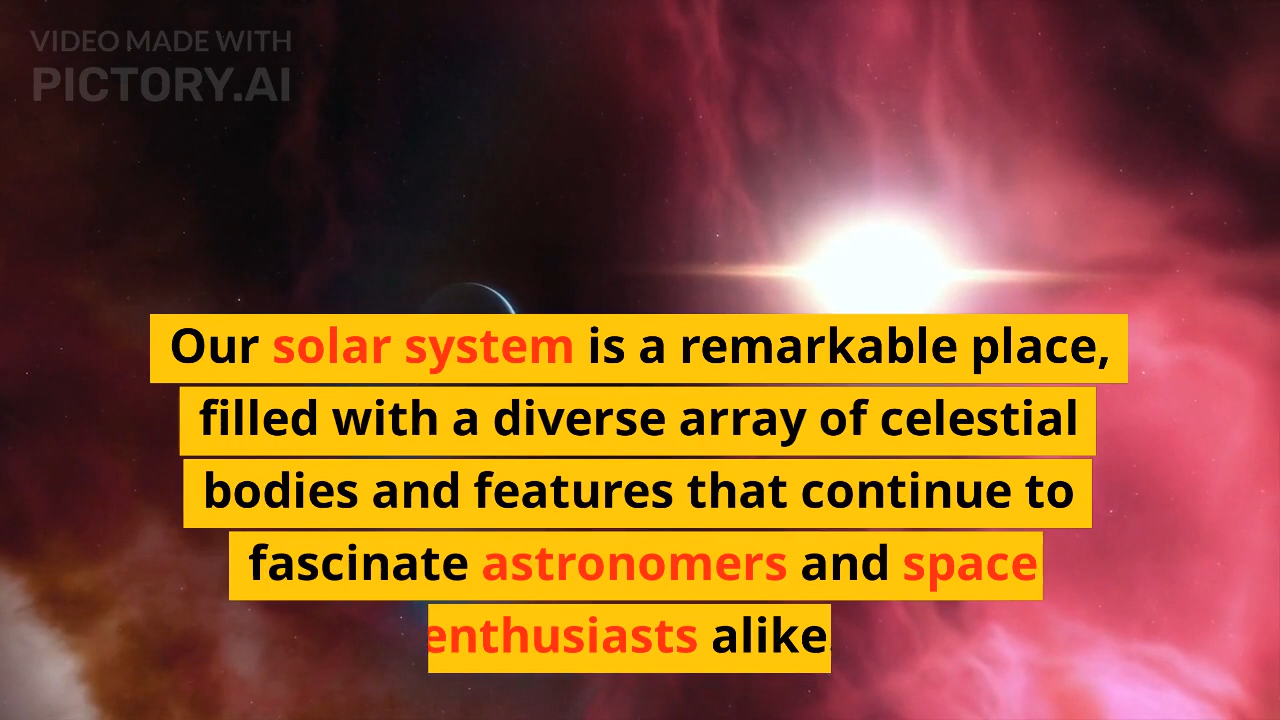 VIDEO MADE WITH
PICTORY.AI
Our solar system is a remarkable place,
filled with a diverse array of celestial
bodies and features that continue to
fascinate astronomers and space
enthusiasts alike.